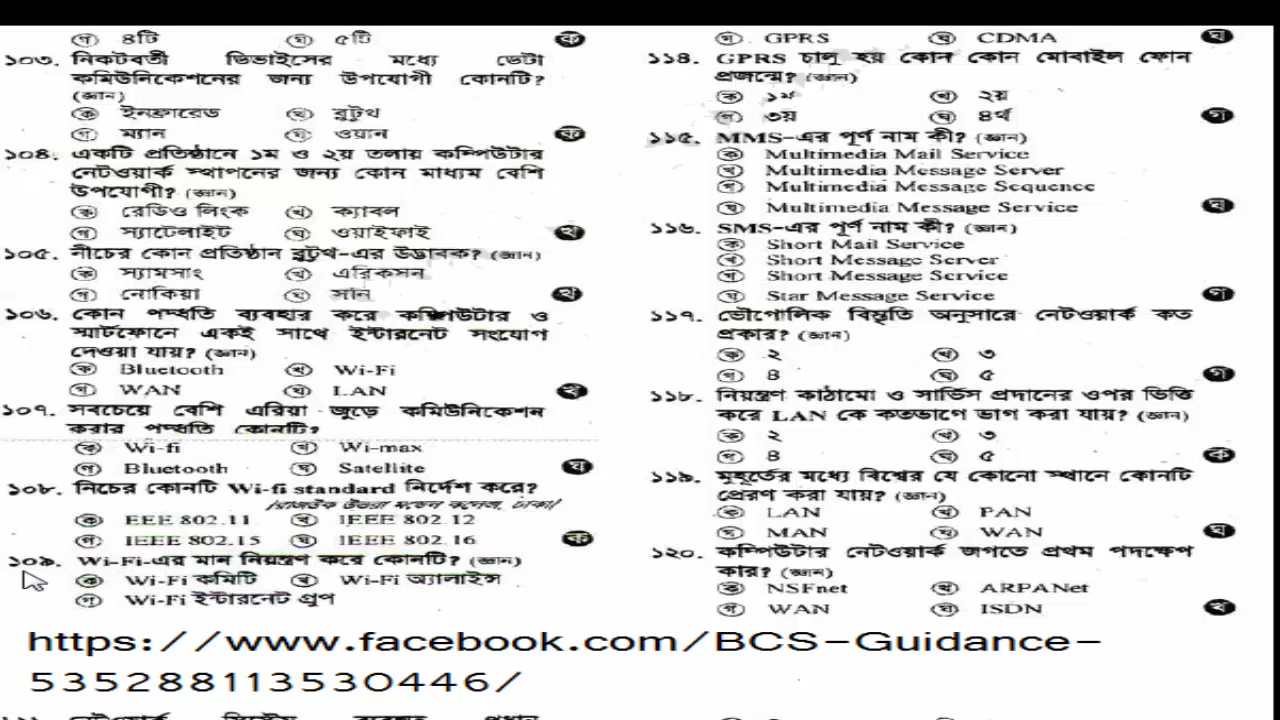 গ ৪টি ঘ ৫টি ক
১০৩. নিকটবর্তী ডিভাইসের মধ্যে ডেটা
কমিউনিকেশনের জন্য উপযোগী কোনটি?
(জ্ঞান)
ক ইনফ্রারেড খ ব্লুটুথ
গ ম্যান ঘ ওয়ান ক
১০৪. একটি প্রতিষ্ঠানে ১ম ও ২য় তলায় কম্পিউটার
নেটওয়ার্ক স্থাপনের জন্য কোন মাধ্যম বেশি
উপযোগী? (জ্ঞান)
ক রেডিও লিংক খ ক্যাবল
গ স্যাটেলাইট ঘ ওয়াইফাই খ
১০৫. নীচের কোন প্রতিষ্ঠান ব্লুটুথ-এর উদ্ভাবক? (জ্ঞান)
ক স্যামসাং খ এরিকসন
গ নোকিয়া ঘ সান খ
১০৬. কোন পদ্ধতি ব্যবহার করে কম্পিউটার ও
স্মার্টফোনে একই সাথে ইন্টারনেট সংযোগ
দেওয়া যায়? (জ্ঞান)
ক Bluetooth খ Wi-Fi
গ WAN ঘ LAN খ
১০৭. সবচেয়ে বেশি এরিয়া জুড়ে কমিউনিকেশন
করার পদ্ধতি কোনটি?
ক Wi-fi খ Wi-max
গ Bluetooth ঘ Satellite ঘ
১০৮. নিচের কোনটি Wi-fi standard নির্দেশ করে?
/রাজউক উত্তরা মডেল কলেজ, ঢাকা/
ক EEE 802.11 খ IEEE 802.12
গ IEEE 802.15 ঘ IEEE 802.16 ক
১০৯. Wi-Fi-এর মান নিয়ন্ত্রণ করে কোনটি? (জ্ঞান)
ক Wi-Fi কমিটি খ Wi-Fi অ্যালাইন্স
গ Wi-Fi ইন্টারনেট গ্রুপ
গ GPRS ঘ CDMA ঘ
১১৪. GPRS চালু হয় কোন কোন মোবাইল ফোন
প্রজন্মে? (জ্ঞান)
ক ১ম খ ২য়
গ ৩য় ঘ ৪র্থ গ
১১৫. MMS-এর পূর্ণ নাম কী? (জ্ঞান)
ক Multimedia Mail Service
খ Multimedia Message Server
গ Multimedia Message Sequence
ঘ Multimedia Message Service ঘ
১১৬. SMS-এর পূর্ণ নাম কী? (জ্ঞান)
ক Short Mail Service
খ Short Message Server
গ Short Message Service
ঘ Star Message Service গ
১১৭. ভৌগোলিক বিস্তৃতি অনুসারে নেটওয়ার্ক কত
প্রকার? (জ্ঞান)
ক ২ খ ৩
গ ৪ ঘ ৫ গ
১১৮. নিয়ন্ত্রণ কাঠামো ও সার্ভিস প্রদানের ওপর ভিত্তি
করে LAN কে কতভাগে ভাগ করা যায়? (জ্ঞান)
ক ২ খ ৩
গ ৪ ঘ ৫ ক
১১৯. মুহূর্তের মধ্যে বিশ্বের যে কোনো স্থানে কোনটি
প্রেরণ করা যায়? (জ্ঞান)
ক LAN খ PAN
গ MAN ঘ WAN ঘ
১২০. কম্পিউটার নেটওয়ার্ক জগতে প্রথম পদক্ষেপ
কার? (জ্ঞান)
ক NSFnet খ ARPANet
গ WAN ঘ ISDN খ
https://www.facebook.com/BCS-Guidance-
535288113530446/